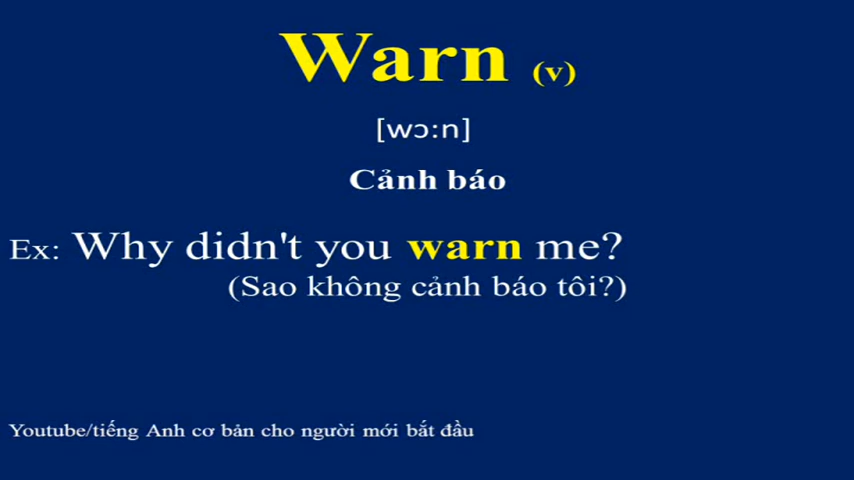 Warn (v)
[wɔ:n]
Cảnh báo
Ex: Why didn't you warn me?
(Sao không cảnh báo tôi?)
Youtube/tiếng Anh cơ bản cho người mới bắt đầu